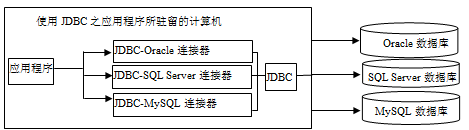 使用 JDBC 之应用程序所驻留的计算机
应用程序
JDBC-Oracle 连接器
JDBC-SQL Server 连接器
JDBC-MySQL 连接器
JDBC
Oracle 数据库
SQL Server 数据库
MySQL 数据库